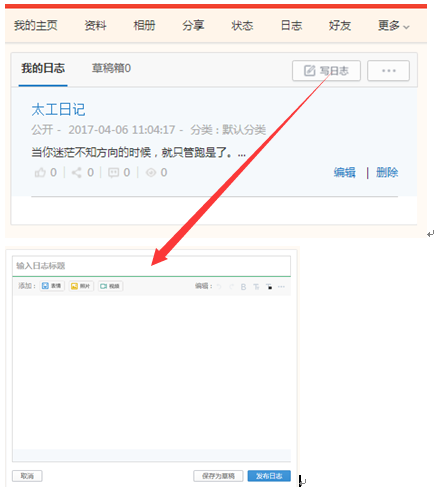 我的主页 资料 相册 分享 状态 日志 好友 更多
我的日志 草稿箱0 写日志 ...
太工日记
公开 - 2017-04-06 11:04:17 - 分类：默认分类
当你迷茫不知方向的时候，就只管跑是了。...
0 0 0 0 编辑 | 删除
输入日志标题
添加： 表情 照片 视频 编辑： B T ...
取消 保存为草稿 发布日志